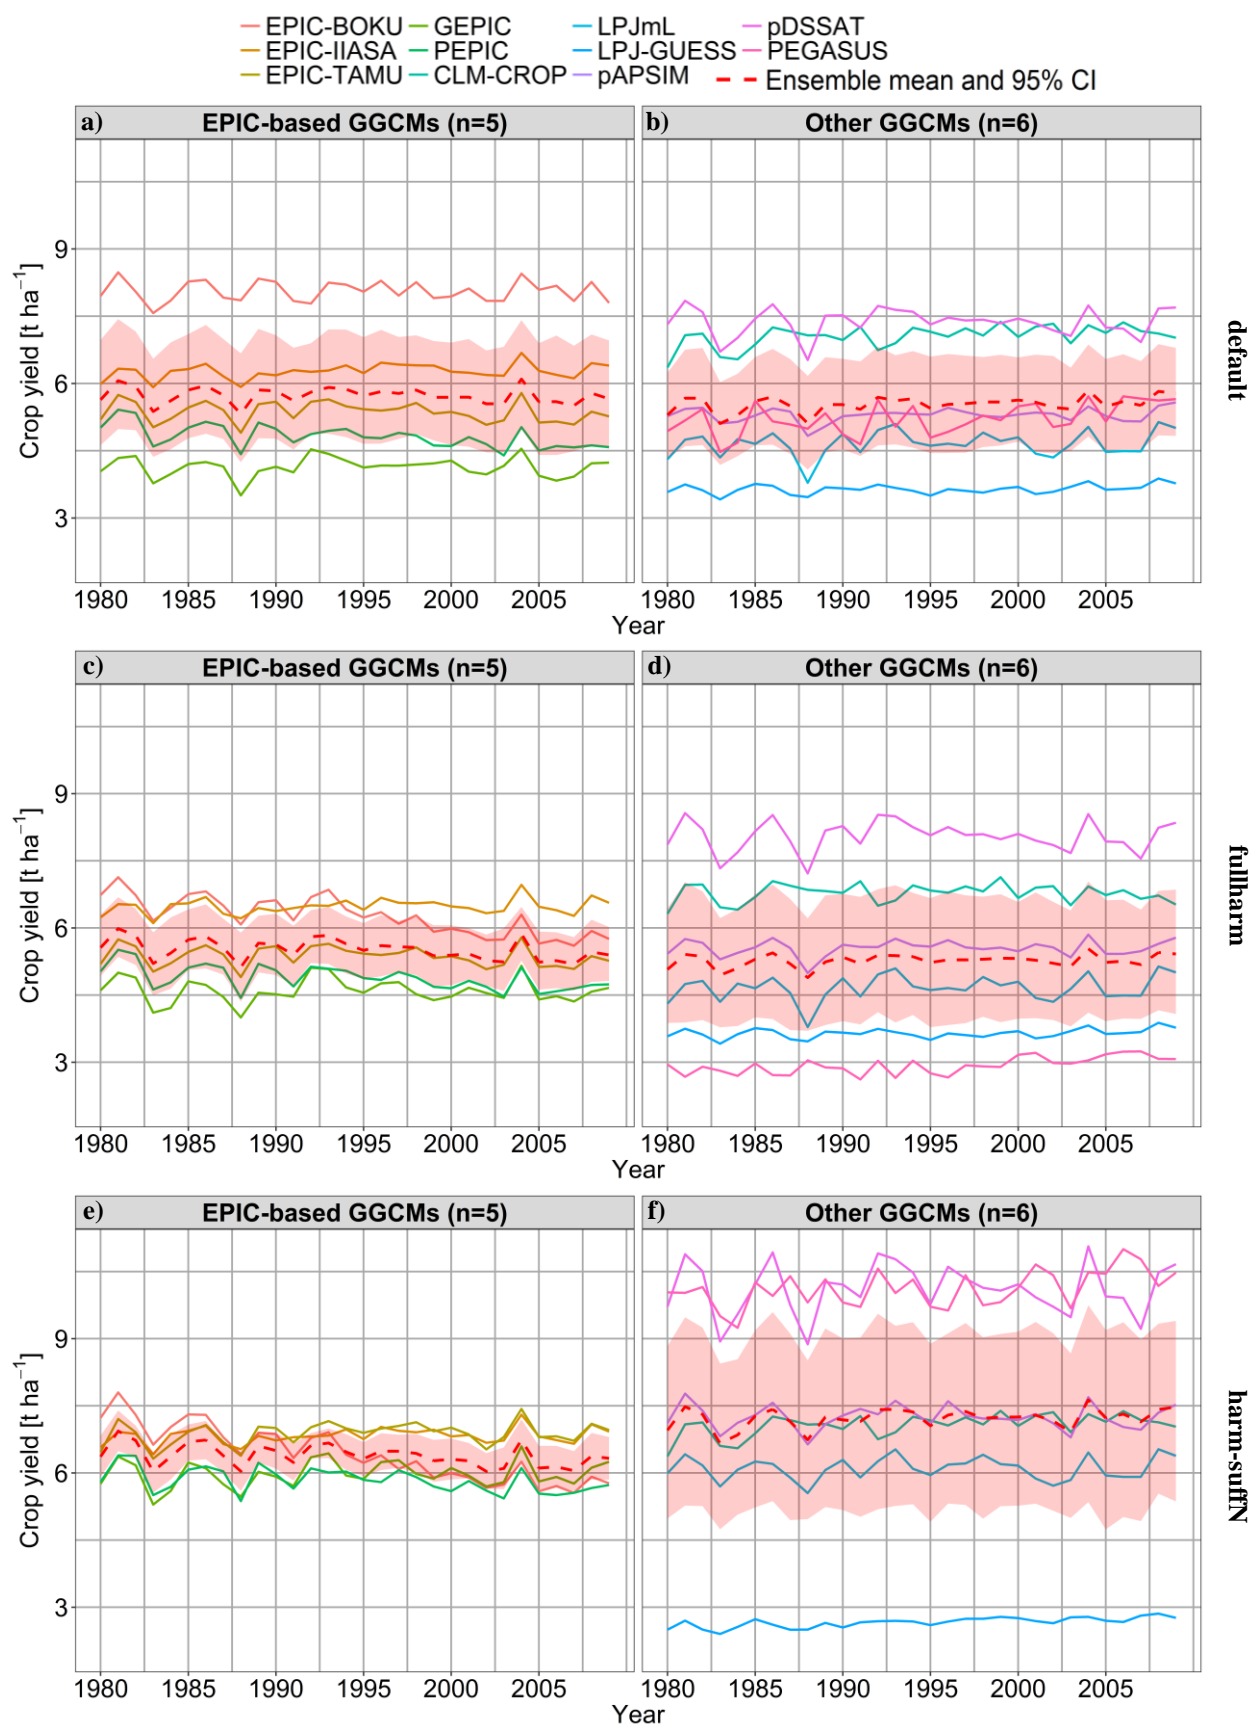 EPIC-BOKU GEPIC LPJmL pDSSAT
EPIC-IIASA PEPIC LPJ-GUESS PEGASUS
EPIC-TAMU CLM-CROP pAPSIM Ensemble mean and 95% CI
a) EPIC-based GGCMs (n=5)
b) Other GGCMs (n=6)
9
6
3
Crop yield [t ha⁻¹]
default
1980 1985 1990 1995 2000 2005
1980 1985 1990 1995 2000 2005
Year
c) EPIC-based GGCMs (n=5)
d) Other GGCMs (n=6)
9
6
3
Crop yield [t ha⁻¹]
fullharm
1980 1985 1990 1995 2000 2005
1980 1985 1990 1995 2000 2005
Year
e) EPIC-based GGCMs (n=5)
f) Other GGCMs (n=6)
9
6
3
Crop yield [t ha⁻¹]
harm-suffN
1980 1985 1990 1995 2000 2005
1980 1985 1990 1995 2000 2005
Year